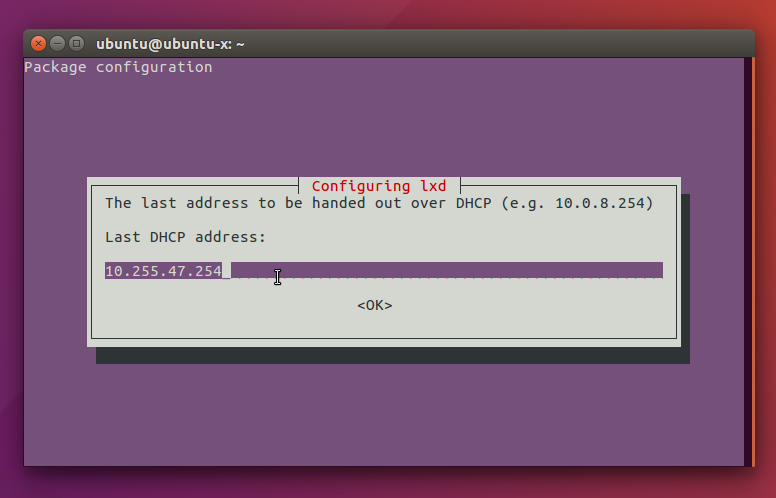 ubuntu@ubuntu-x: ~
Package configuration
Configuring lxd
The last address to be handed out over DHCP (e.g. 10.0.8.254)
Last DHCP address:
10.255.47.254
<OK>